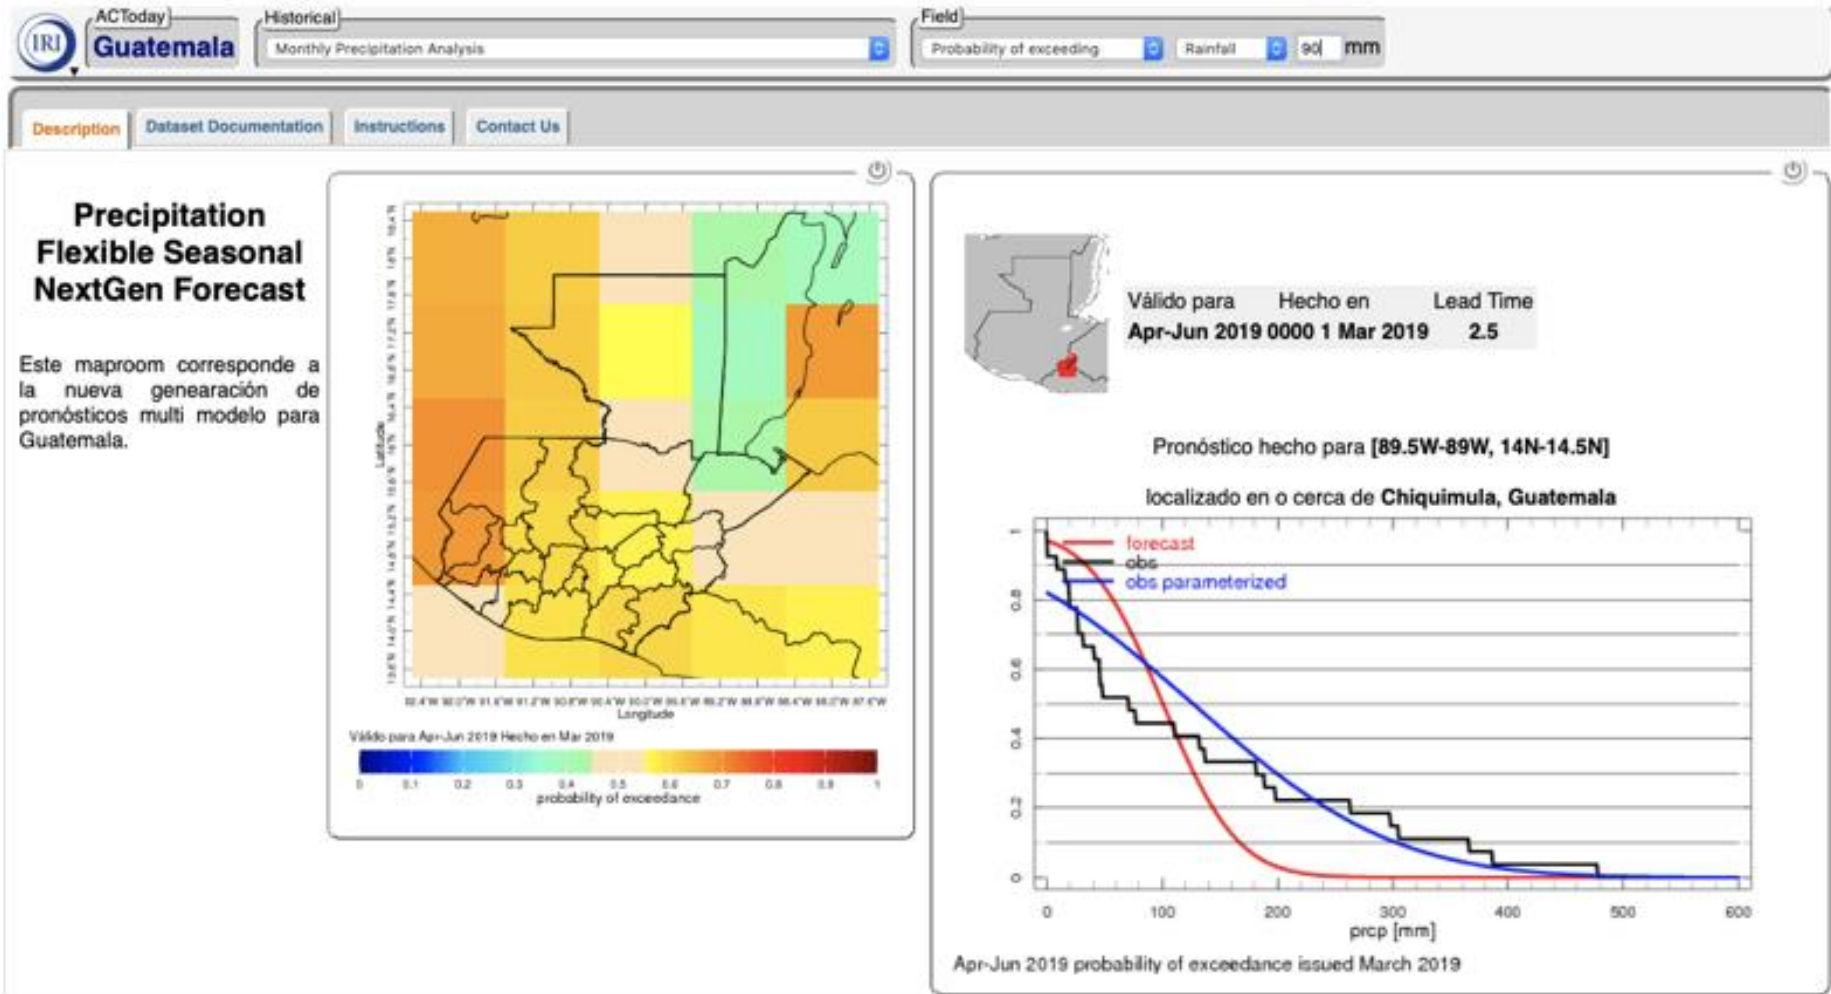 ACToday
IRI
Guatemala
Historical
Monthly Precipitation Analysis
Field
Probability of exceeding
Rainfall
90
mm
Description
Dataset Documentation
Instructions
Contact Us
Precipitation
Flexible Seasonal
NextGen Forecast
Este maproom corresponde a
la nueva genearación de
pronósticos multi modelo para
Guatemala.
Latitude
Longitude
Válido para Apr-Jun 2019 Hecho en Mar 2019
0 0.1 0.2 0.3 0.4 0.5 0.6 0.7 0.8 0.9 1
probability of exceedance
Válido para Hecho en Lead Time
Apr-Jun 2019 0000 1 Mar 2019 2.5
Pronóstico hecho para [89.5W-89W, 14N-14.5N]
localizado en o cerca de Chiquimula, Guatemala
forecast
obs
obs parameterized
1
0.8
0.6
0.4
0.2
0
0 100 200 300 400 500 600
prcp [mm]
Apr-Jun 2019 probability of exceedance issued March 2019